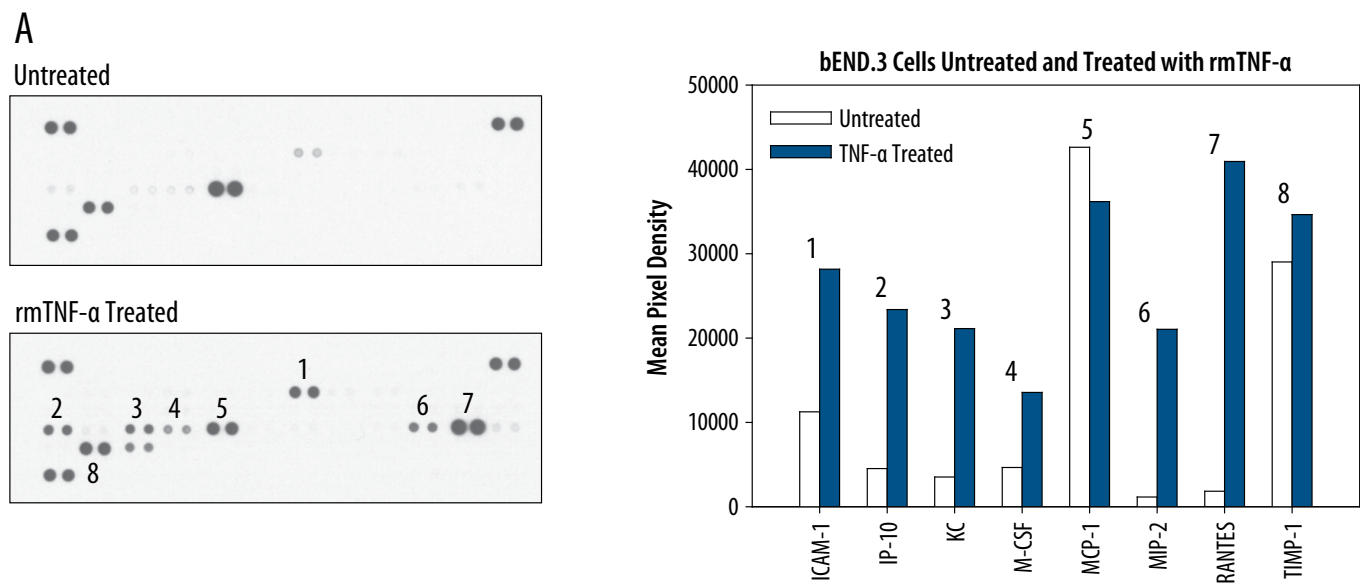 A
Untreated
rmTNF-α Treated
1
2
3
4
5
6
7
8
bEND.3 Cells Untreated and Treated with rmTNF-α
Mean Pixel Density
50000
40000
30000
20000
10000
0
Untreated
TNF-α Treated
1
2
3
4
5
6
7
8
ICAM-1
IP-10
KC
M-CSF
MCP-1
MIP-2
RANTES
TIMP-1